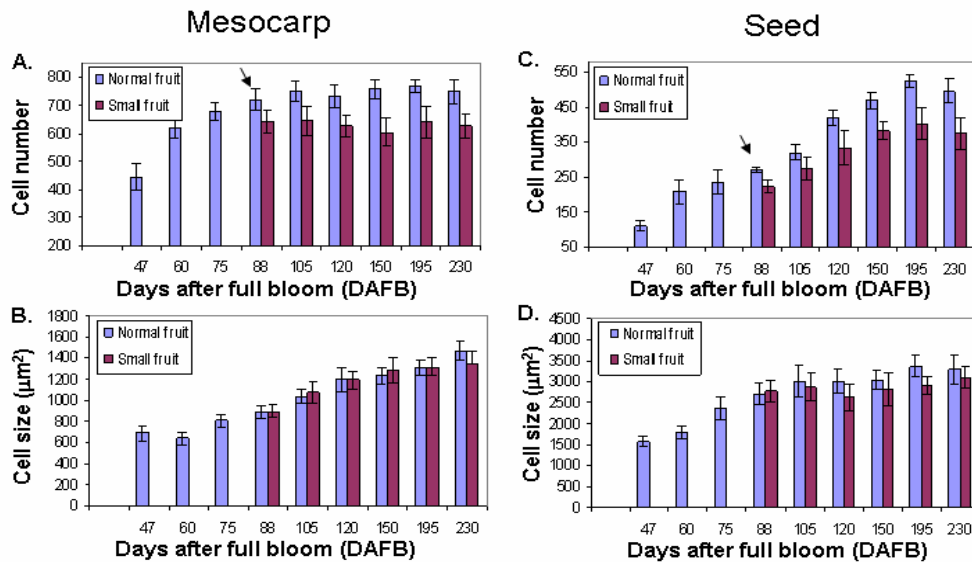 Mesocarp
A.
Normal fruit
Small fruit
Cell number
800
700
600
500
400
300
200
47 60 75 88 105 120 150 195 230
Days after full bloom (DAFB)
B.
Normal fruit
Small fruit
Cell size (µm²)
1800
1600
1400
1200
1000
800
600
400
200
0
47 60 75 88 105 120 150 195 230
Days after full bloom (DAFB)
Seed
C.
Normal fruit
Small fruit
Cell number
550
450
350
250
150
50
47 60 75 88 105 120 150 195 230
Days after full bloom (DAFB)
D.
Normal fruit
Small fruit
Cell size (µm²)
4500
4000
3500
3000
2500
2000
1500
1000
500
0
47 60 75 88 105 120 150 195 230
Days after full bloom (DAFB)